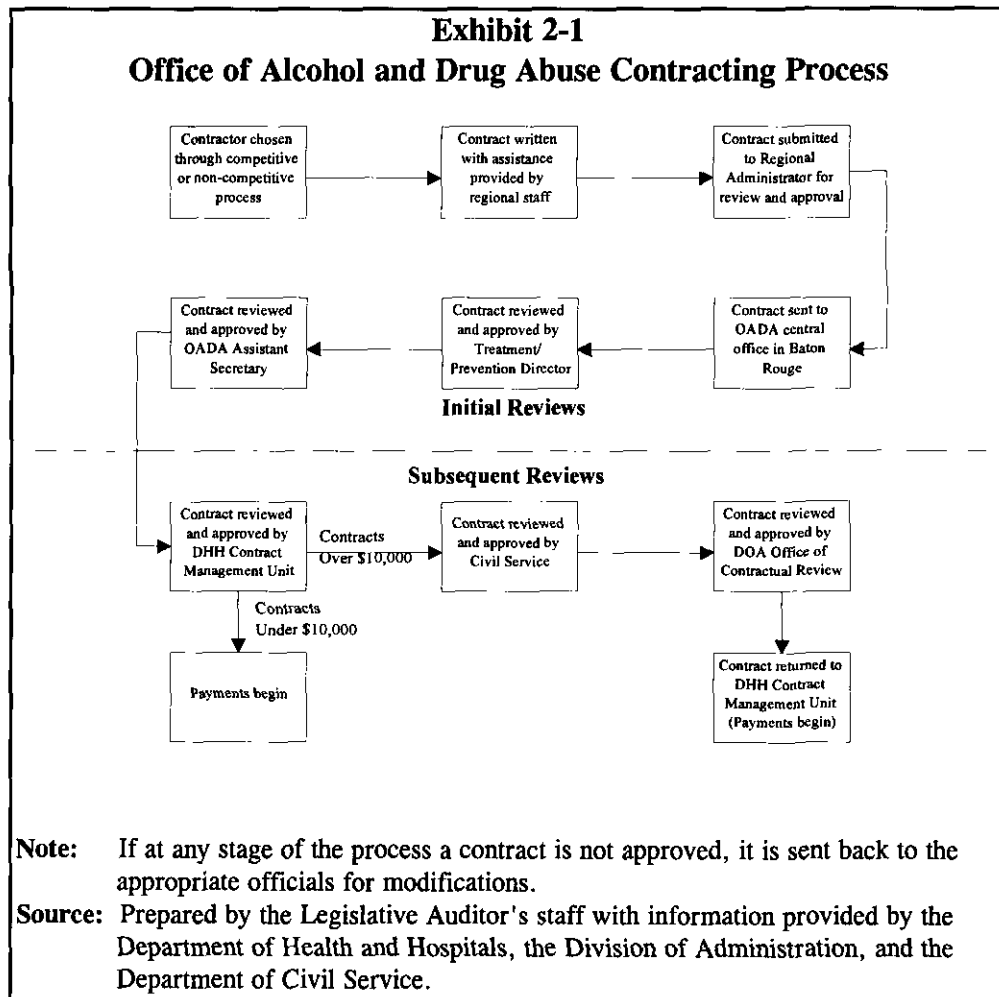 Exhibit 2-1
Office of Alcohol and Drug Abuse Contracting Process
Contractor chosen
through competitive
or non-competitive
process
Contract written
with assistance
provided by
regional staff
Contract submitted
to Regional
Administrator for
review and approval
Contract reviewed
and approved by
OADA Assistant
Secretary
Contract reviewed
and approved by
Treatment/
Prevention Director
Contract sent to
OADA central
office in Baton
Rouge
Initial Reviews
Subsequent Reviews
Contract reviewed
and approved by
DHH Contract
Management Unit
Contracts
Over $10,000
Contract reviewed
and approved by
Civil Service
Contract reviewed
and approved by
DOA Office of
Contractual Review
Contracts
Under $10,000
Payments begin
Contract returned to
DHH Contract
Management Unit
(Payments begin)
Note: If at any stage of the process a contract is not approved, it is sent back to the
appropriate officials for modifications.
Source: Prepared by the Legislative Auditor's staff with information provided by the
Department of Health and Hospitals, the Division of Administration, and the
Department of Civil Service.